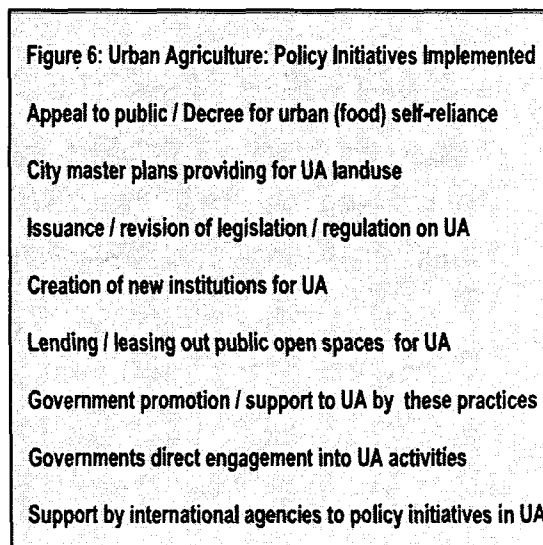 Figure 6: Urban Agriculture: Policy Initiatives Implemented
Appeal to public / Decree for urban (food) self-reliance
City master plans providing for UA landuse
Issuance / revision of legislation / regulation on UA
Creation of new institutions for UA
Lending / leasing out public open spaces for UA
Government promotion / support to UA by these practices
Governments direct engagement into UA activities
Support by international agencies to policy initiatives in UA